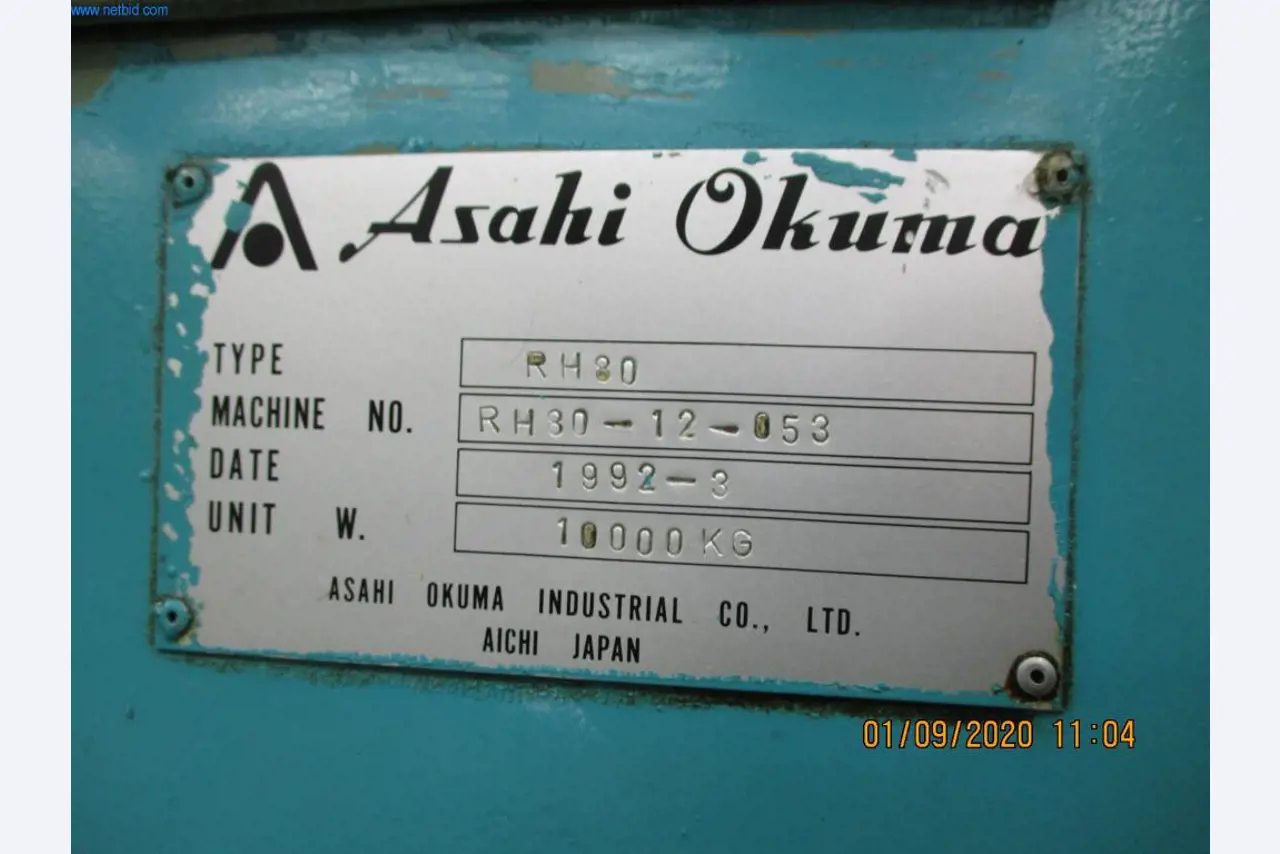 www.netbid.com
Asahi Okuma
TYPE RH80
MACHINE NO. RH30-12-053
DATE 1992-3
UNIT W. 10000KG
ASAHI OKUMA INDUSTRIAL CO., LTD.
AICHI JAPAN
01/09/2020 11:04